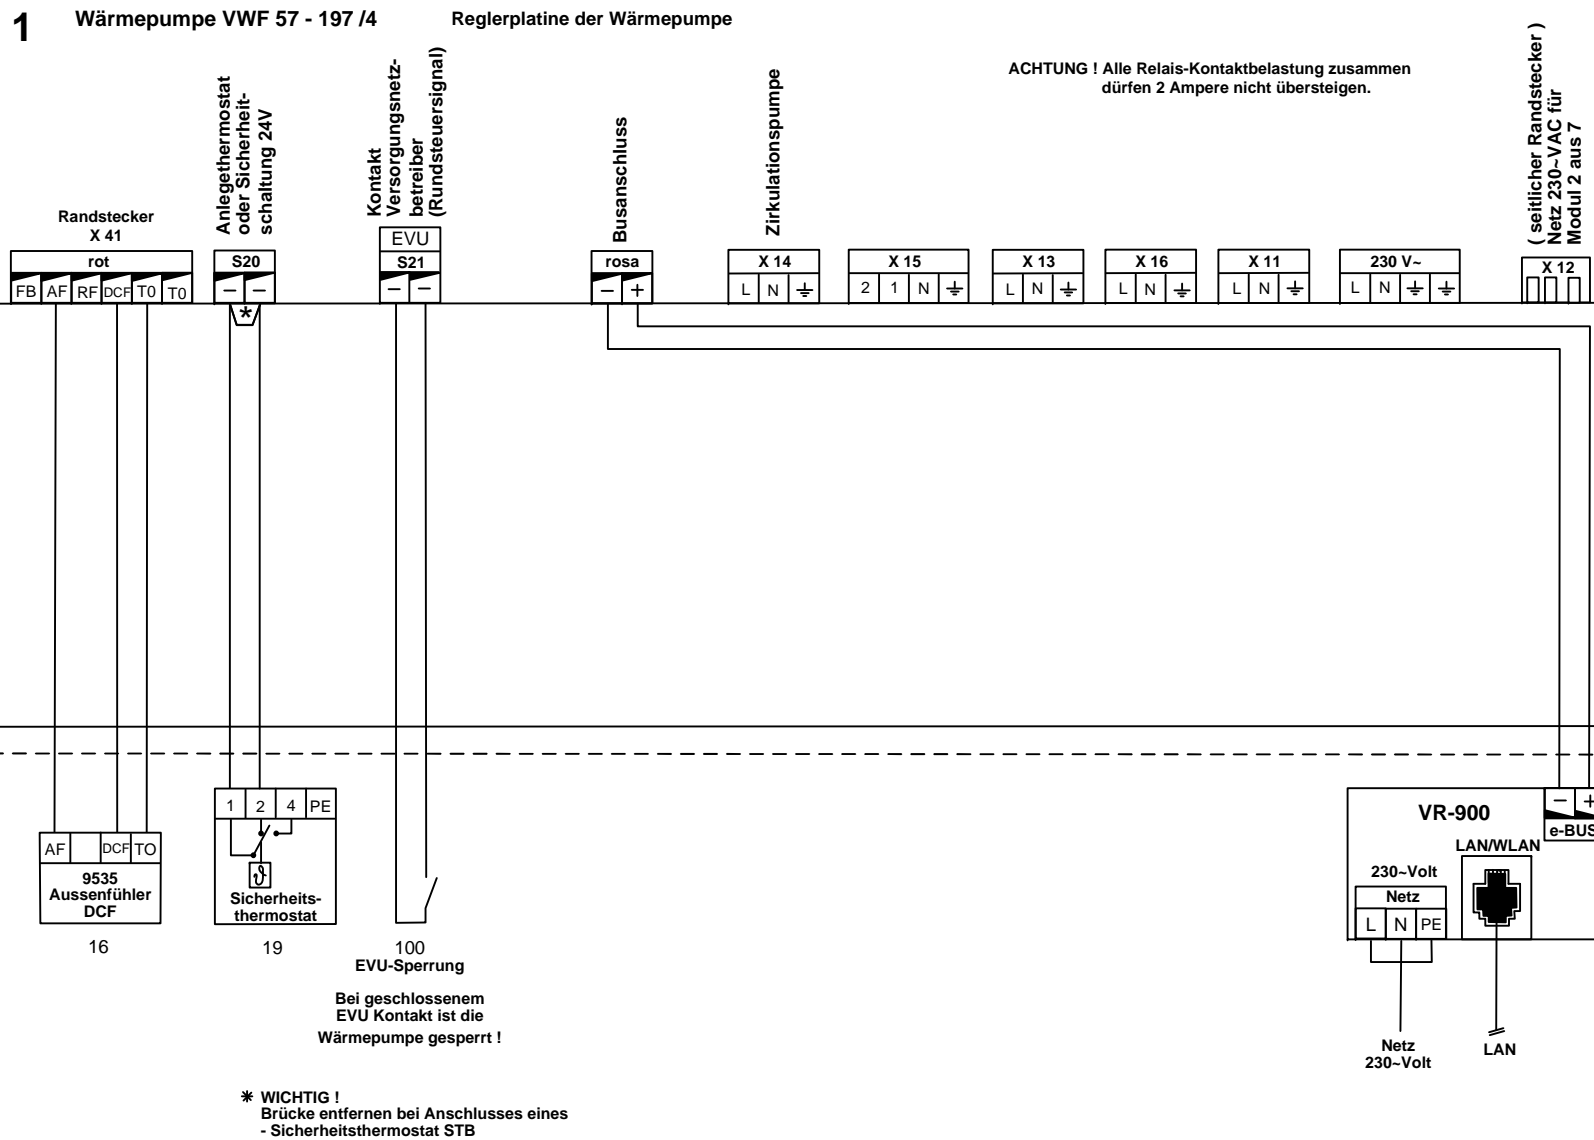 1
Wärmepumpe VWF 57 - 197 /4
Reglerplatine der Wärmepumpe
ACHTUNG ! Alle Relais-Kontaktbelastung zusammen
dürfen 2 Ampere nicht übersteigen.
Randstecker
X 41
rot
FB AF RF DCF T0 T0
Anlegethermostat
oder Sicherheit-
schaltung 24V
S20
– –
*
Kontakt
Versorgungsnetz-
betreiber
(Rundsteuersignal)
EVU
S21
– –
Busanschluss
rosa
– +
Zirkulationspumpe
X 14
L N
X 15
2 1 N
X 13
L N
X 16
L N
X 11
L N
230 V~
L N
( seitlicher Randstecker )
Netz 230~VAC für
Modul 2 aus 7
X 12
AF DCF TO
9535
Aussenfühler
DCF
16
1 2 4 PE
ϑ
Sicherheits-
thermostat
19
100
EVU-Sperrung
Bei geschlossenem
EVU Kontakt ist die
Wärmepumpe gesperrt !
VR-900
– +
e-BUS
LAN/WLAN
230~Volt
Netz
L N PE
Netz
230~Volt
LAN
* WICHTIG !
Brücke entfernen bei Anschlusses eines
- Sicherheitsthermostat STB